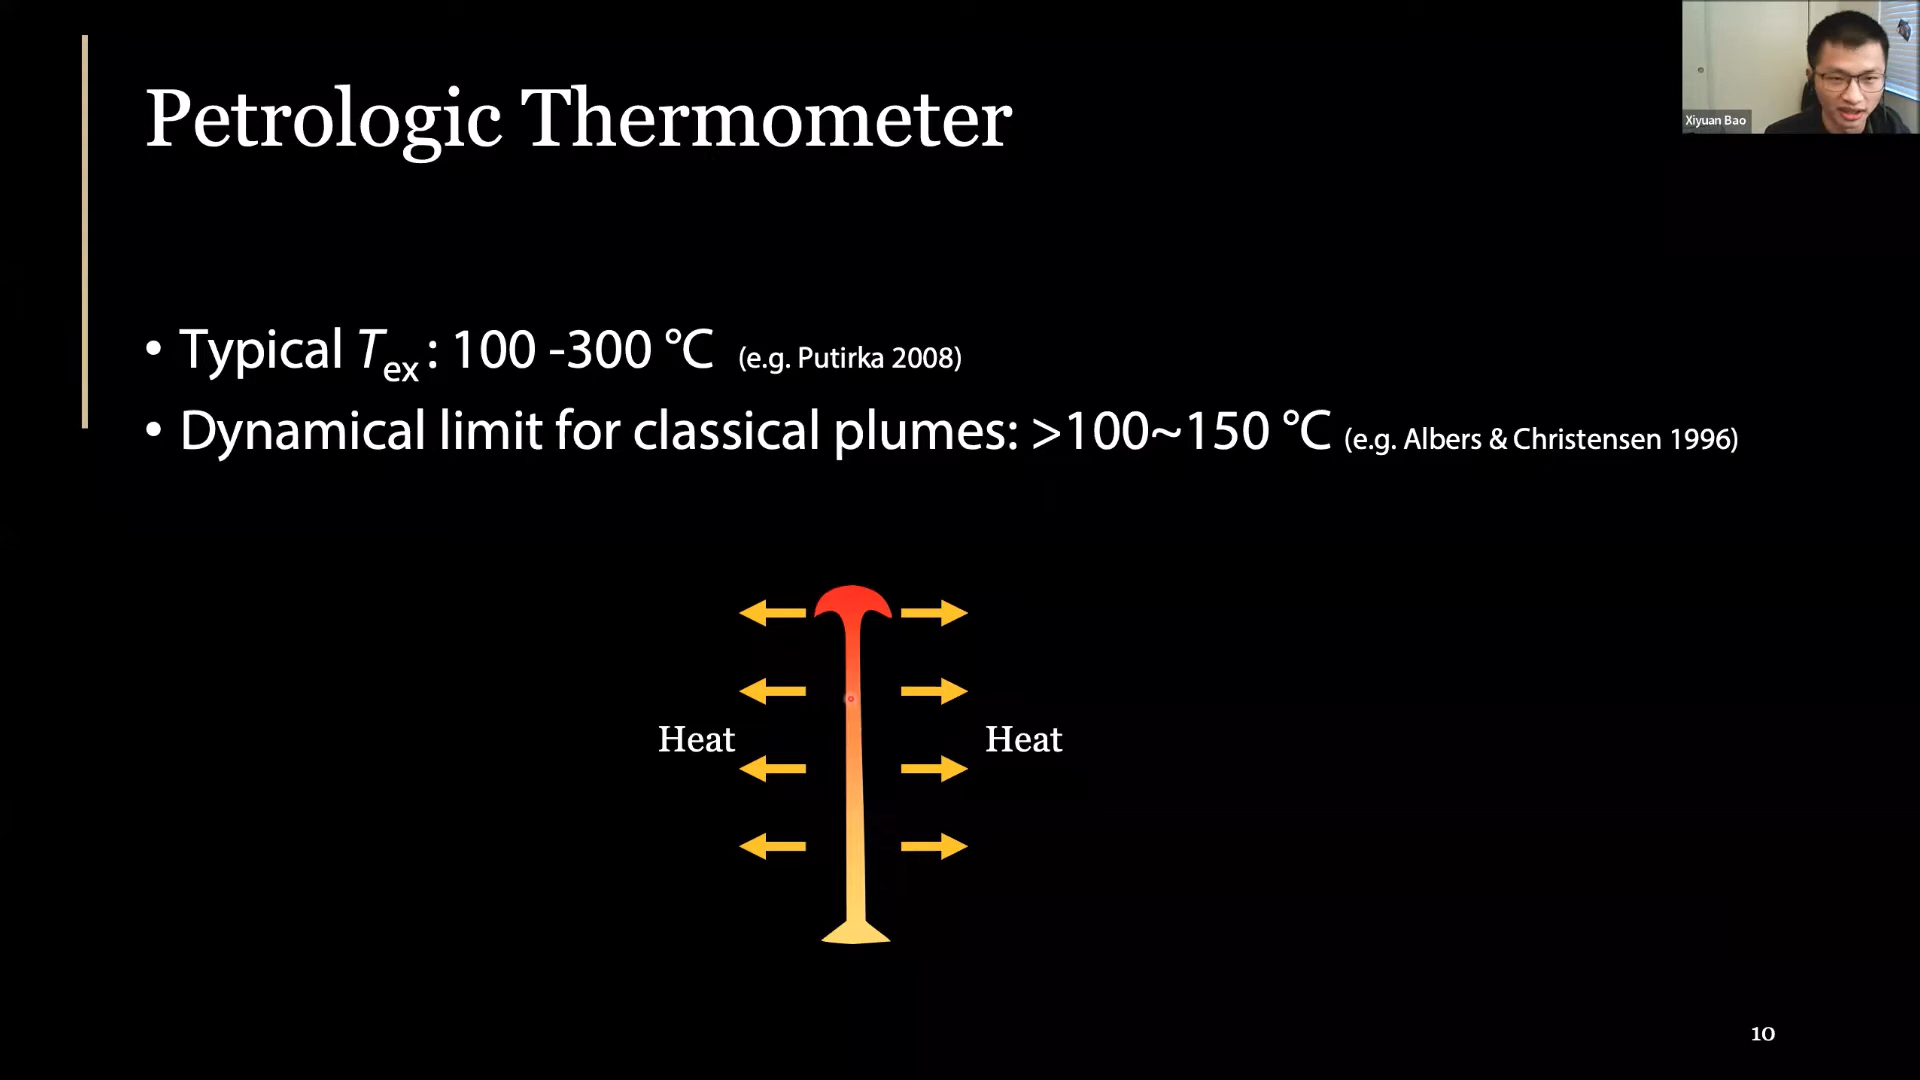 Petrologic Thermometer
Xiyuan Bao
• Typical Tex : 100 -300 °C (e.g. Putirka 2008)
• Dynamical limit for classical plumes: >100~150 °C (e.g. Albers & Christensen 1996)
Heat Heat
10